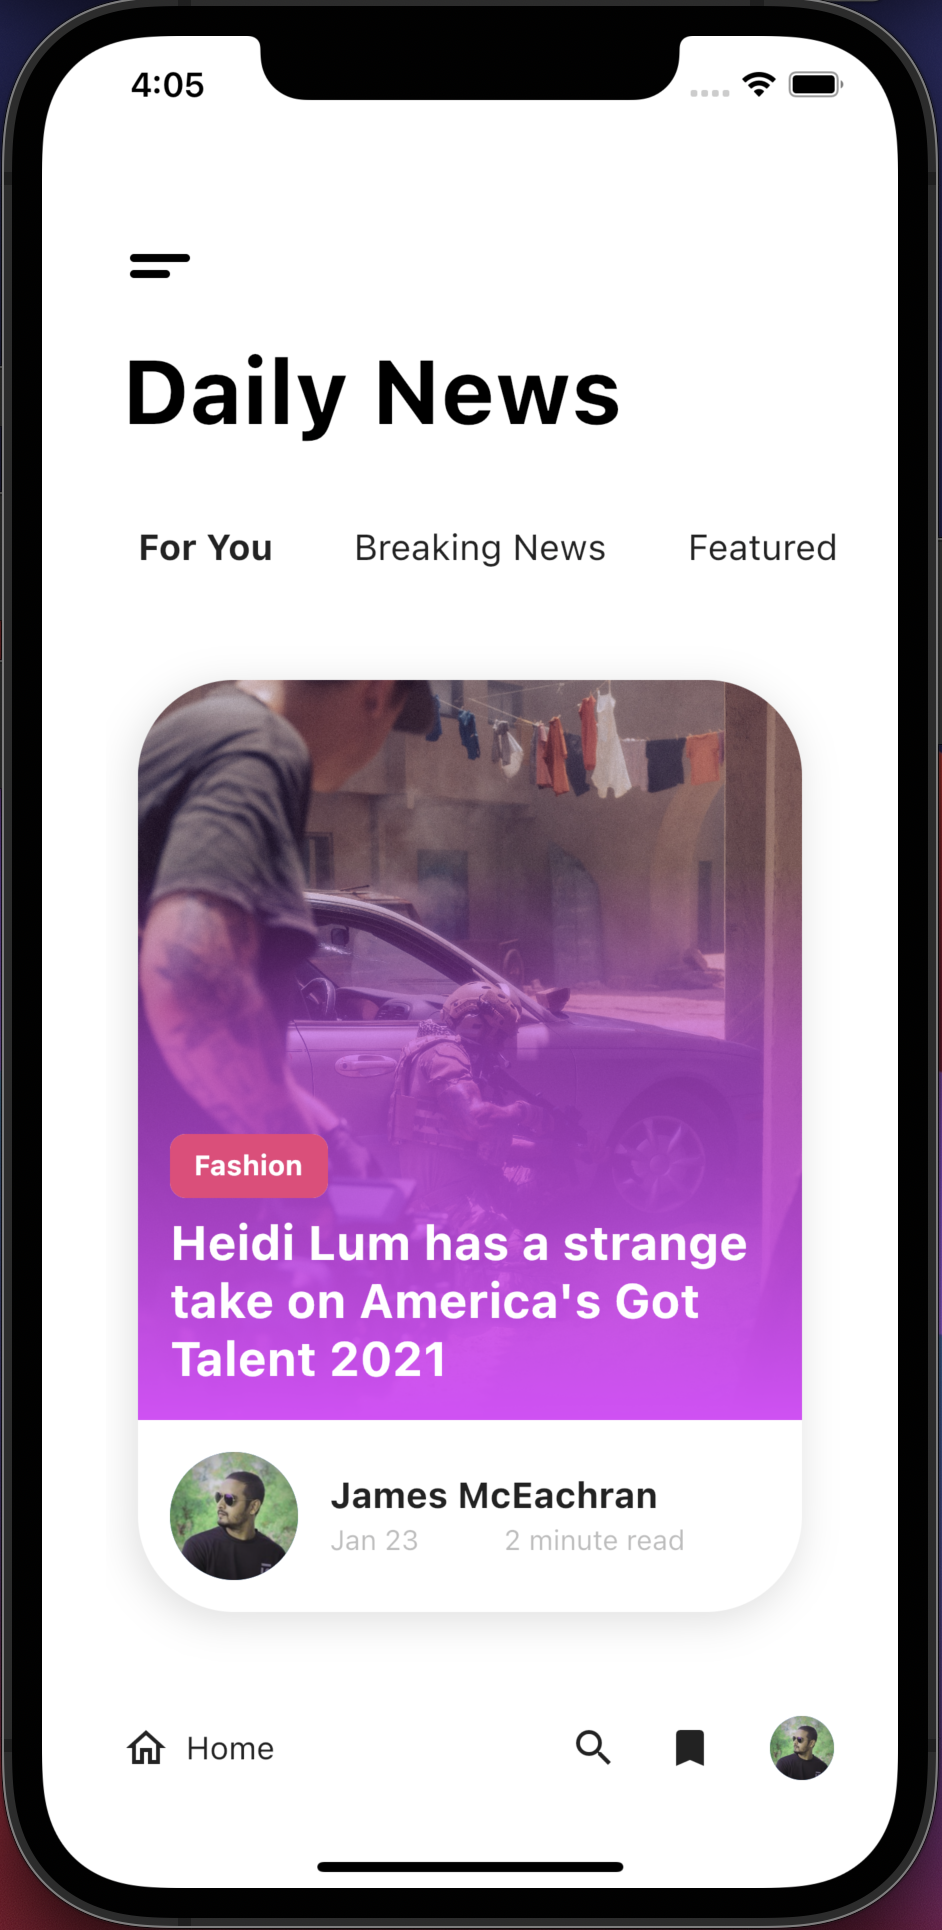 4:05
Daily News
For You Breaking News Featured
Fashion
Heidi Lum has a strange
take on America's Got
Talent 2021
James McEachran
Jan 23 2 minute read
Home